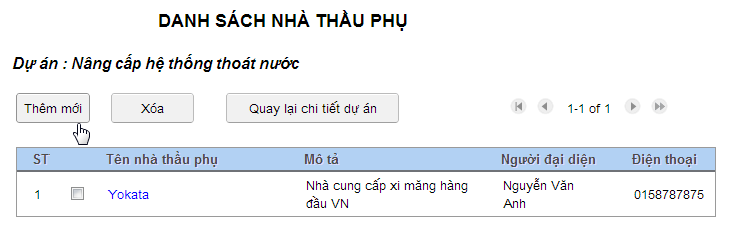 DANH SÁCH NHÀ THẦU PHỤ
Dự án : Nâng cấp hệ thống thoát nước
Thêm mới Xóa Quay lại chi tiết dự án 1-1 of 1
ST Tên nhà thầu phụ Mô tả Người đại diện Điện thoại
1 Yokata Nhà cung cấp xi măng hàng đầu VN Nguyễn Văn Anh 0158787875